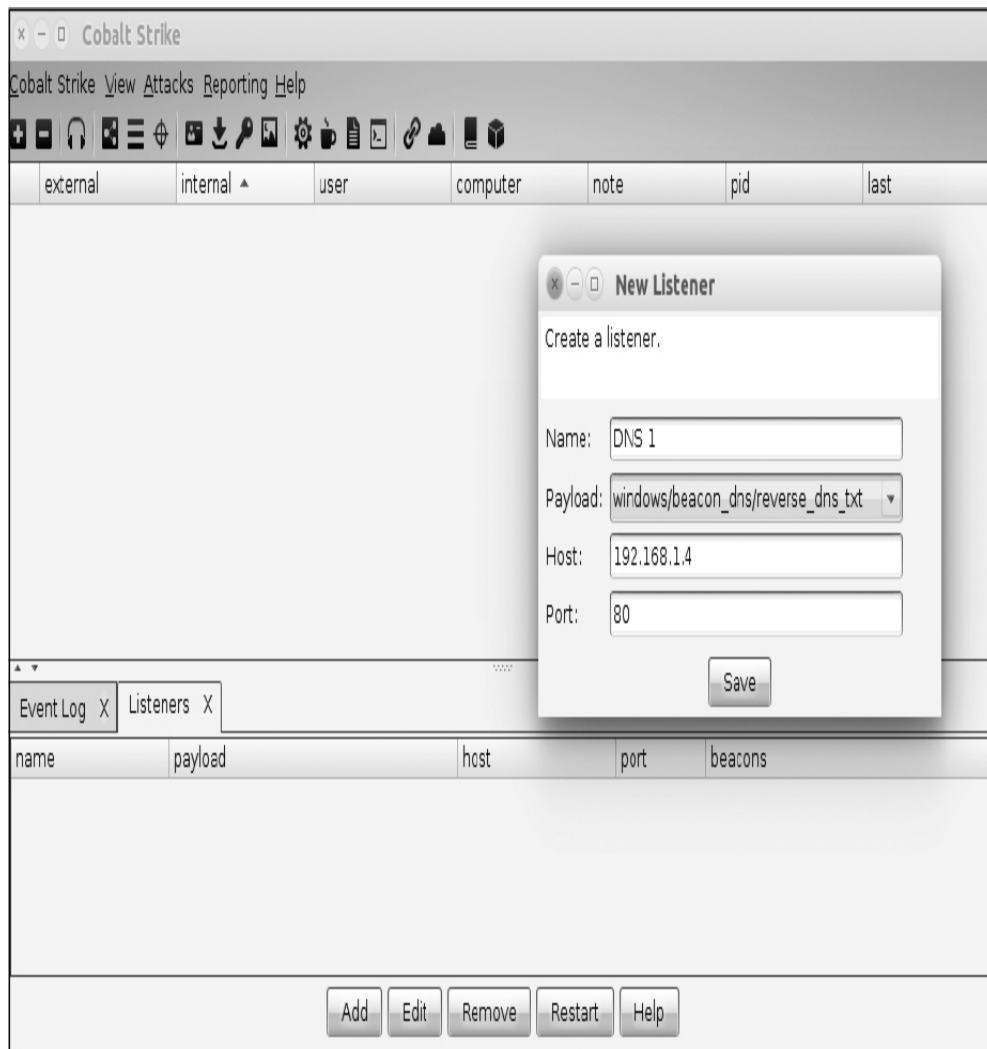 Cobalt Strike
Cobalt Strike View Attacks Reporting Help
external internal user computer note pid last
New Listener
Create a listener.
Name: DNS 1
Payload: windows/beacon_dns/reverse_dns_txt
Host: 192.168.1.4
Port: 80
Save
Event Log X Listeners X
name payload host port beacons
Add Edit Remove Restart Help